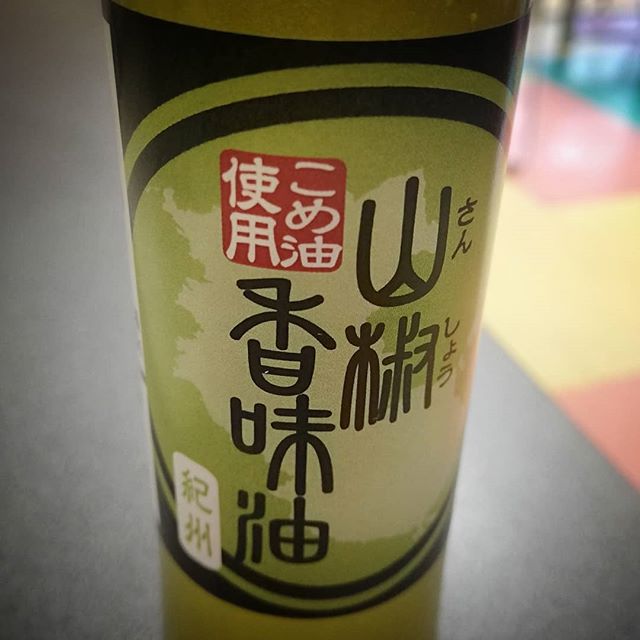 山椒
さんしょう
香味油
こめ油
使用
紀州